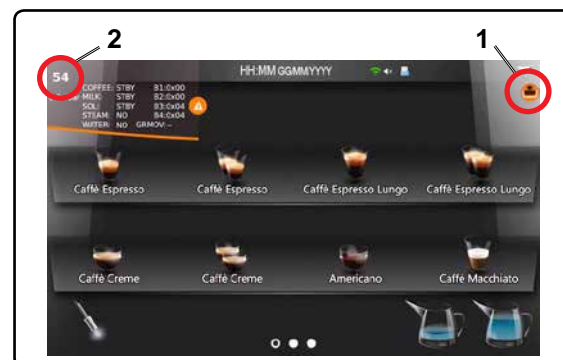 2 1
54 HH:MM GGMMYYYY
COFFEE: STBY B1:0x00
MILK: STBY B2:0x00
SOL: STBY B3:0x04
STEAM: NO B4:0x04
WATER: NO GRMOV:--
Caffè Espresso Caffè Espresso Caffè Espresso Lungo Caffè Espresso Lungo
Caffè Creme Caffè Creme Americano Caffé Macchiato